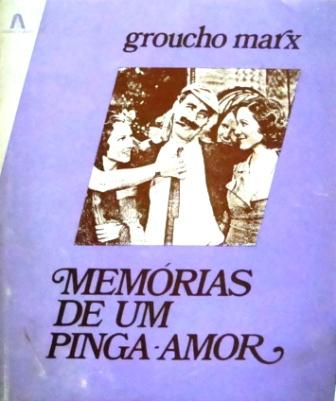 groucho marx
MEMÓRIAS
DE UM
PINGA-AMOR